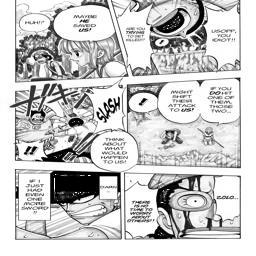 USOPP,
YOU
IDIOT!!
ARE YOU
TRYING
TO GET
KILLED!?
MAYBE
HE
SAVED
US!
HUH!?
IF YOU
DO HIT
ONE OF
THEM,
THOSE
TWO...
MIGHT
SHIFT
THEIR
ATTACK
TO US!
!!
SLASH
THINK
ABOUT
WHAT
WOULD
HAPPEN
TO US!
ZOLO...
THERE
IS NO
TIME TO
WORRY
ABOUT
OTHERS!!
DAMN
IF I
JUST
HAD
EVEN
ONE
MORE
SWORD
!!